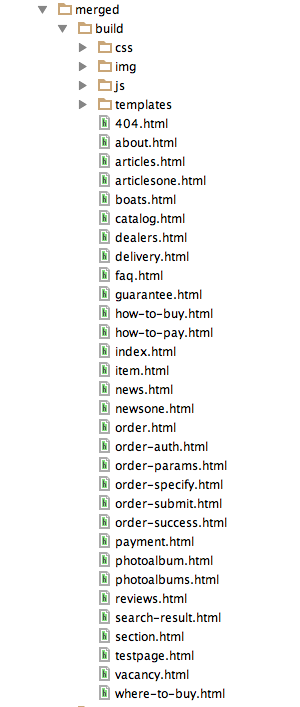 merged
build
css
img
js
templates
404.html
about.html
articles.html
articlesone.html
boats.html
catalog.html
dealers.html
delivery.html
faq.html
guarantee.html
how-to-buy.html
how-to-pay.html
index.html
item.html
news.html
newsone.html
order.html
order-auth.html
order-params.html
order-specify.html
order-submit.html
order-success.html
payment.html
photoalbum.html
photoalbums.html
reviews.html
search-result.html
section.html
testpage.html
vacancy.html
where-to-buy.html